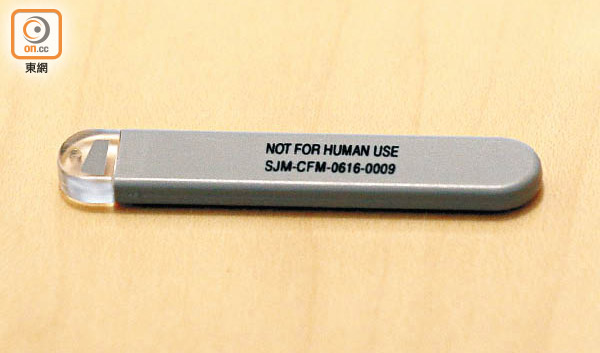 on.cc
東網
NOT FOR HUMAN USE
SJM-CFM-0616-0009